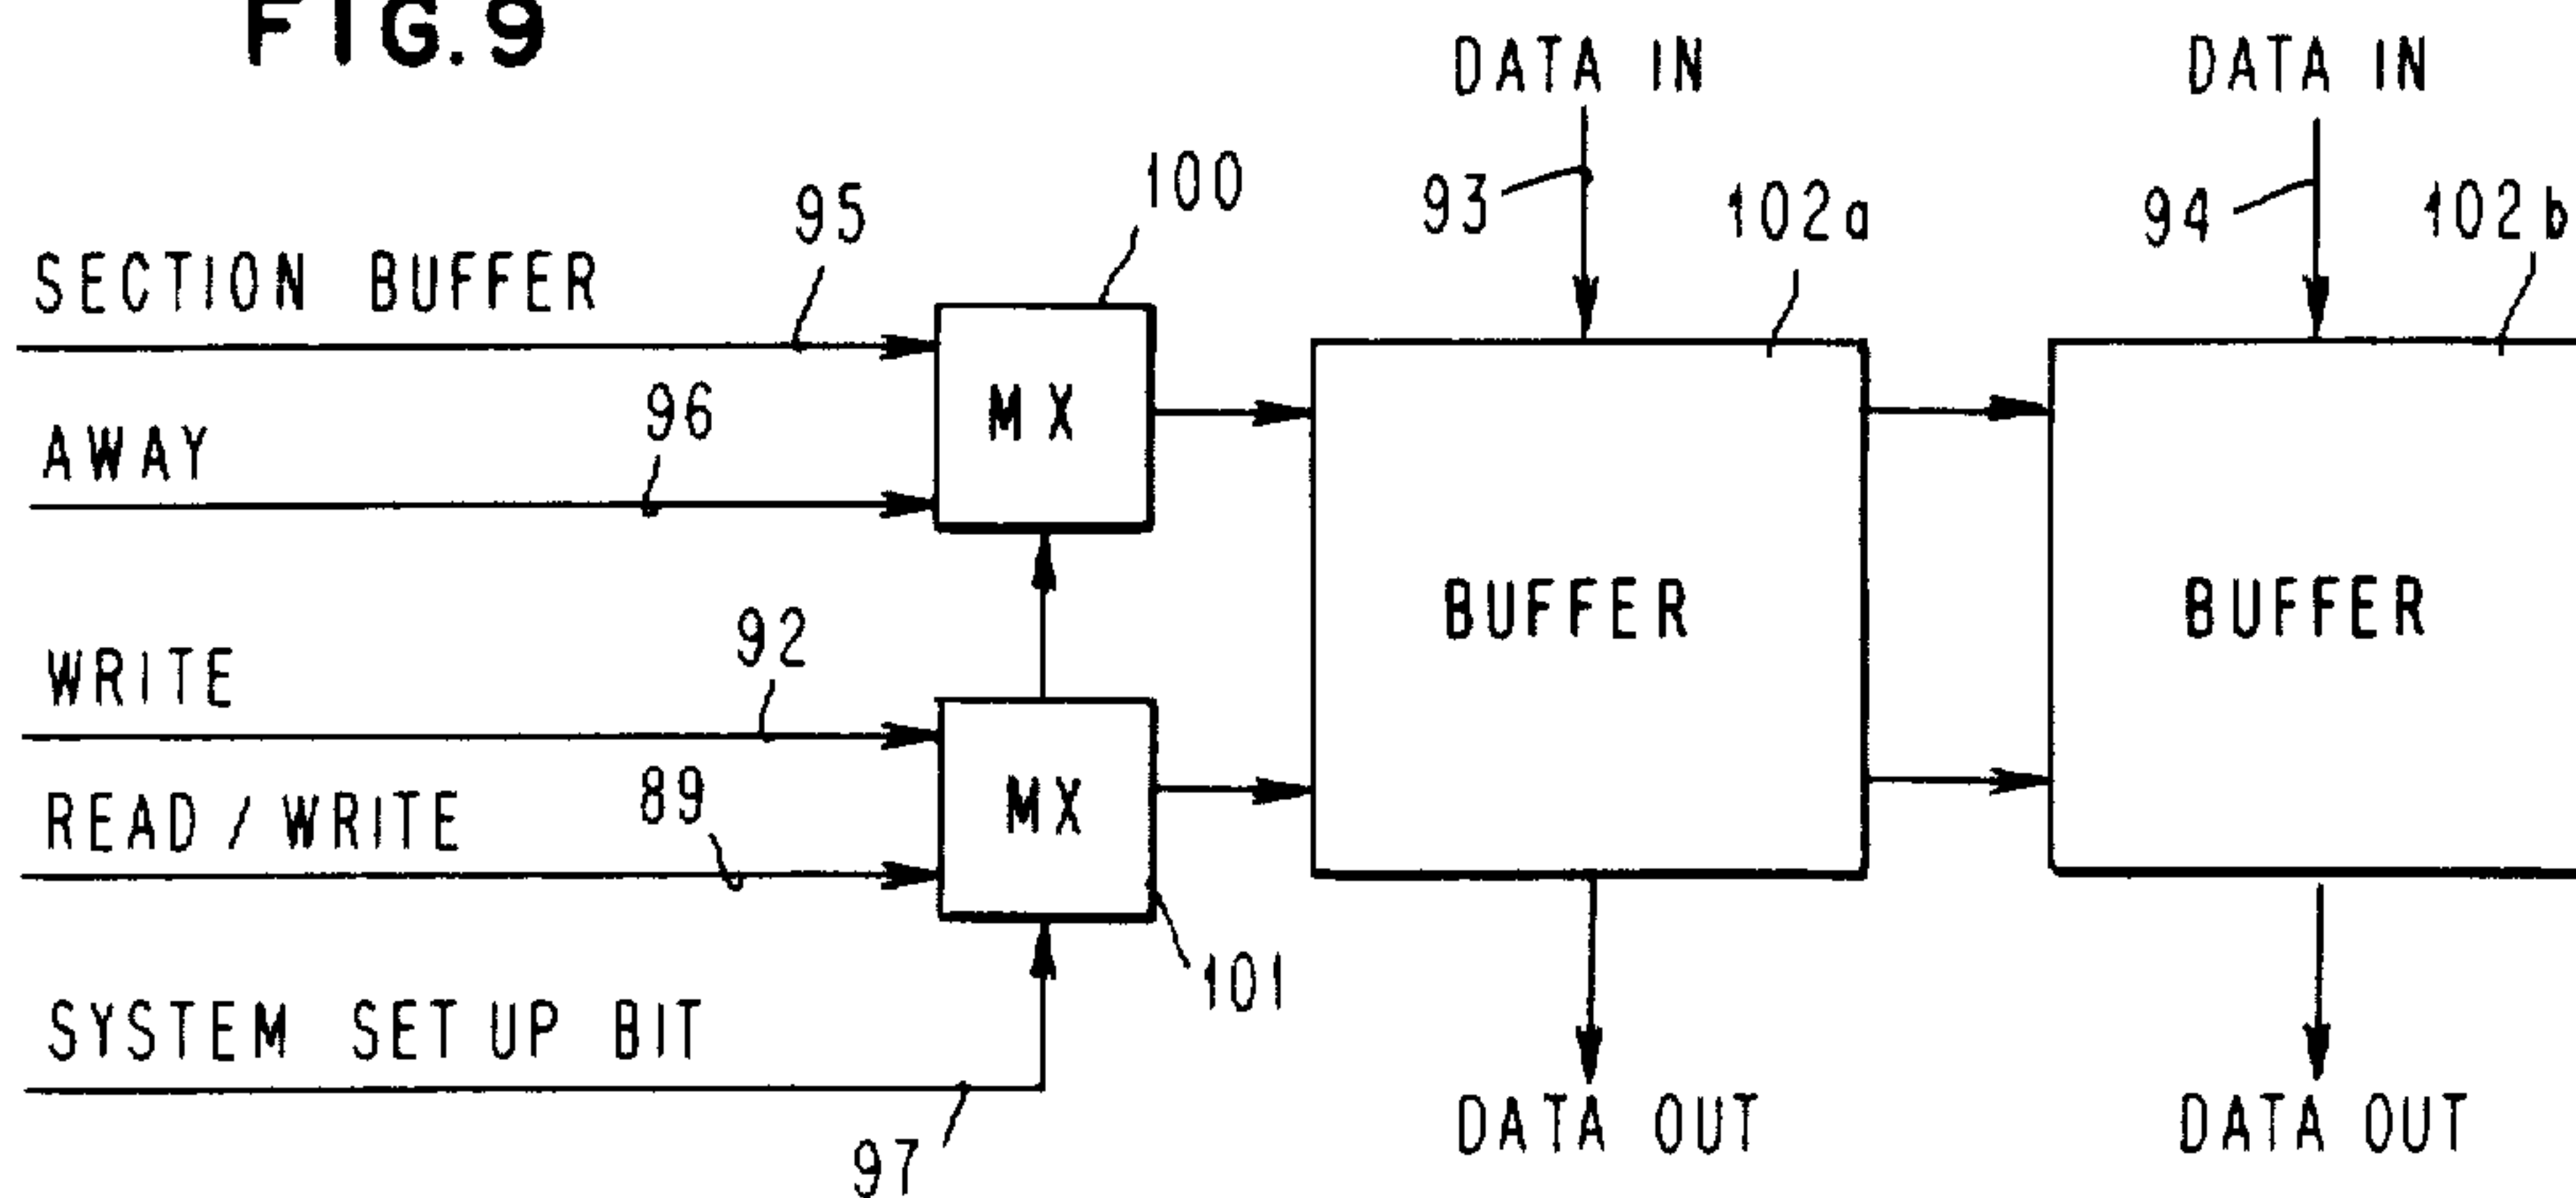 FIG. 9
DATA IN
DATA IN
100
95
93
102a
94
102b
SECTION BUFFER
96
AWAY
MX
92
BUFFER
BUFFER
WRITE
89
READ / WRITE
MX
101
SYSTEM SET UP BIT
97
DATA OUT
DATA OUT